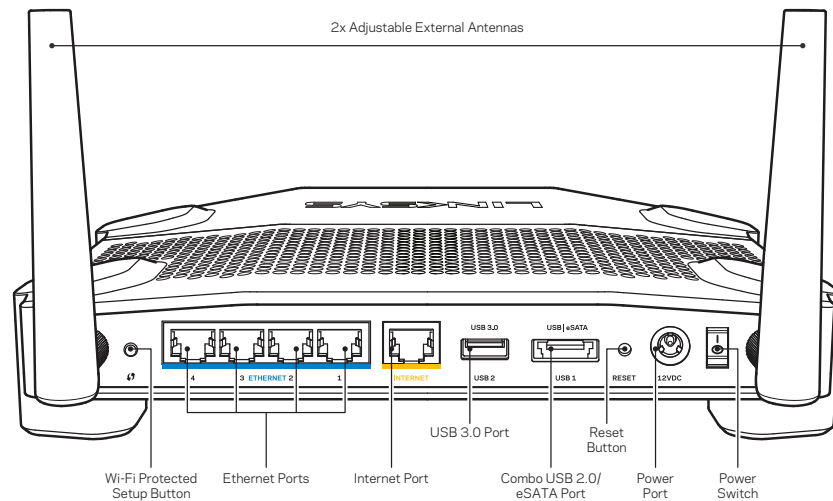 2x Adjustable External Antennas
LINKSYS
USB 3.0
USB | eSATA
4
3 ETHERNET 2
1
INTERNET
USB 2
USB 1
RESET
12VDC
USB 3.0 Port
Reset
Button
Wi-Fi Protected
Setup Button
Ethernet Ports
Internet Port
Combo USB 2.0/
eSATA Port
Power
Port
Power
Switch